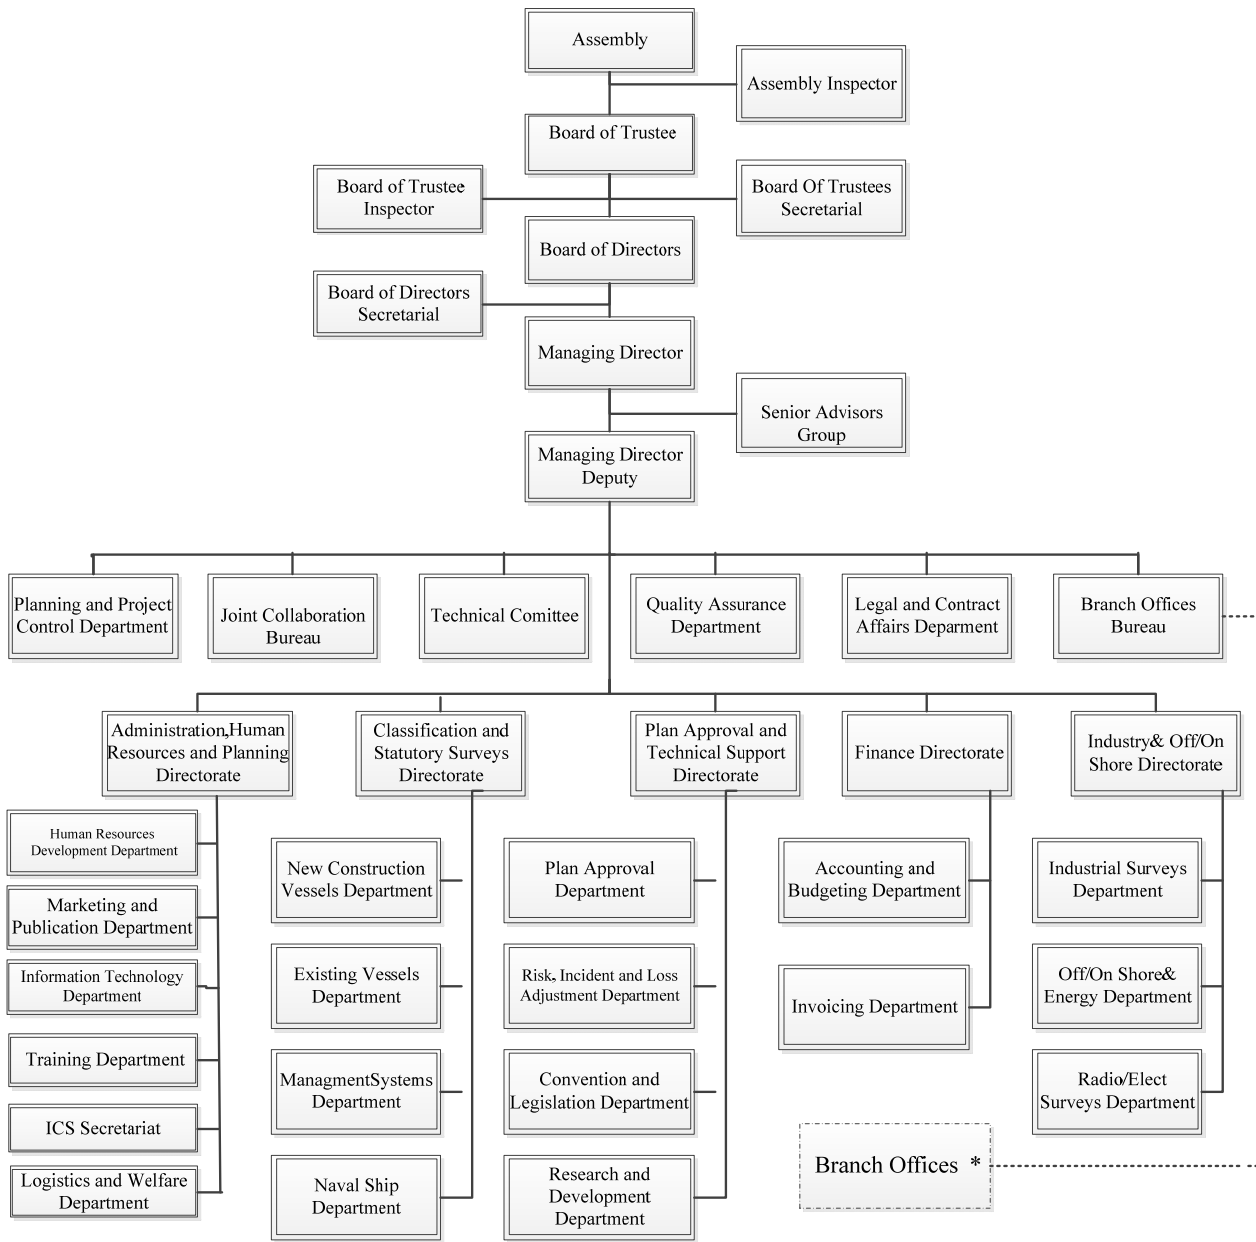 Assembly
Assembly Inspector
Board of Trustee
Board of Trustee
Inspector
Board Of Trustees
Secretarial
Board of Directors
Board of Directors
Secretarial
Managing Director
Senior Advisors
Group
Managing Director
Deputy
Planning and Project
Control Department
Joint Collaboration
Bureau
Technical Comittee
Quality Assurance
Department
Legal and Contract
Affairs Deparment
Branch Offices
Bureau
Administration,Human
Resources and Planning
Directorate
Classification and
Statutory Surveys
Directorate
Plan Approval and
Technical Support
Directorate
Finance Directorate
Industry& Off/On
Shore Directorate
Human Resources
Development Department
Marketing and
Publication Department
Information Technology
Department
Training Department
ICS Secretariat
Logistics and Welfare
Department
New Construction
Vessels Department
Existing Vessels
Department
ManagmentSystems
Department
Naval Ship
Department
Plan Approval
Department
Risk, Incident and Loss
Adjustment Department
Convention and
Legislation Department
Research and
Development
Department
Accounting and
Budgeting Department
Invoicing Department
Industrial Surveys
Department
Off/On Shore&
Energy Department
Radio/Elect
Surveys Department
Branch Offices *